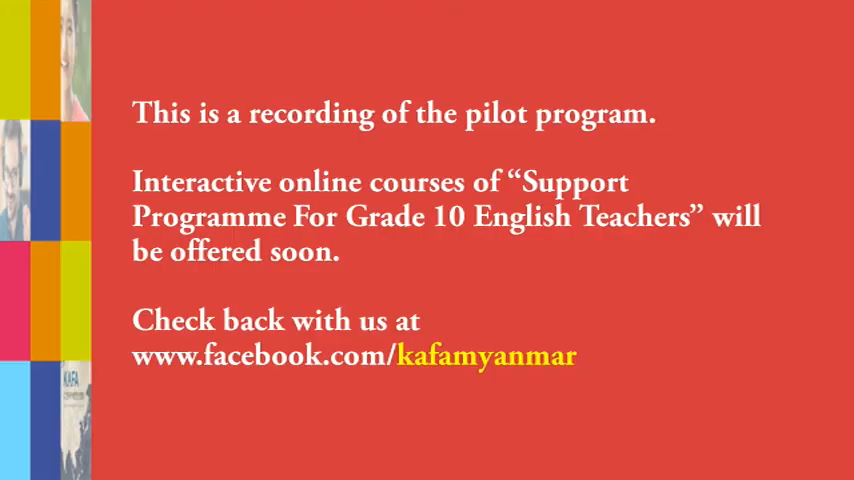 This is a recording of the pilot program.
Interactive online courses of “Support
Programme For Grade 10 English Teachers” will
be offered soon.
Check back with us at
www.facebook.com/kafamyanmar
KAFA